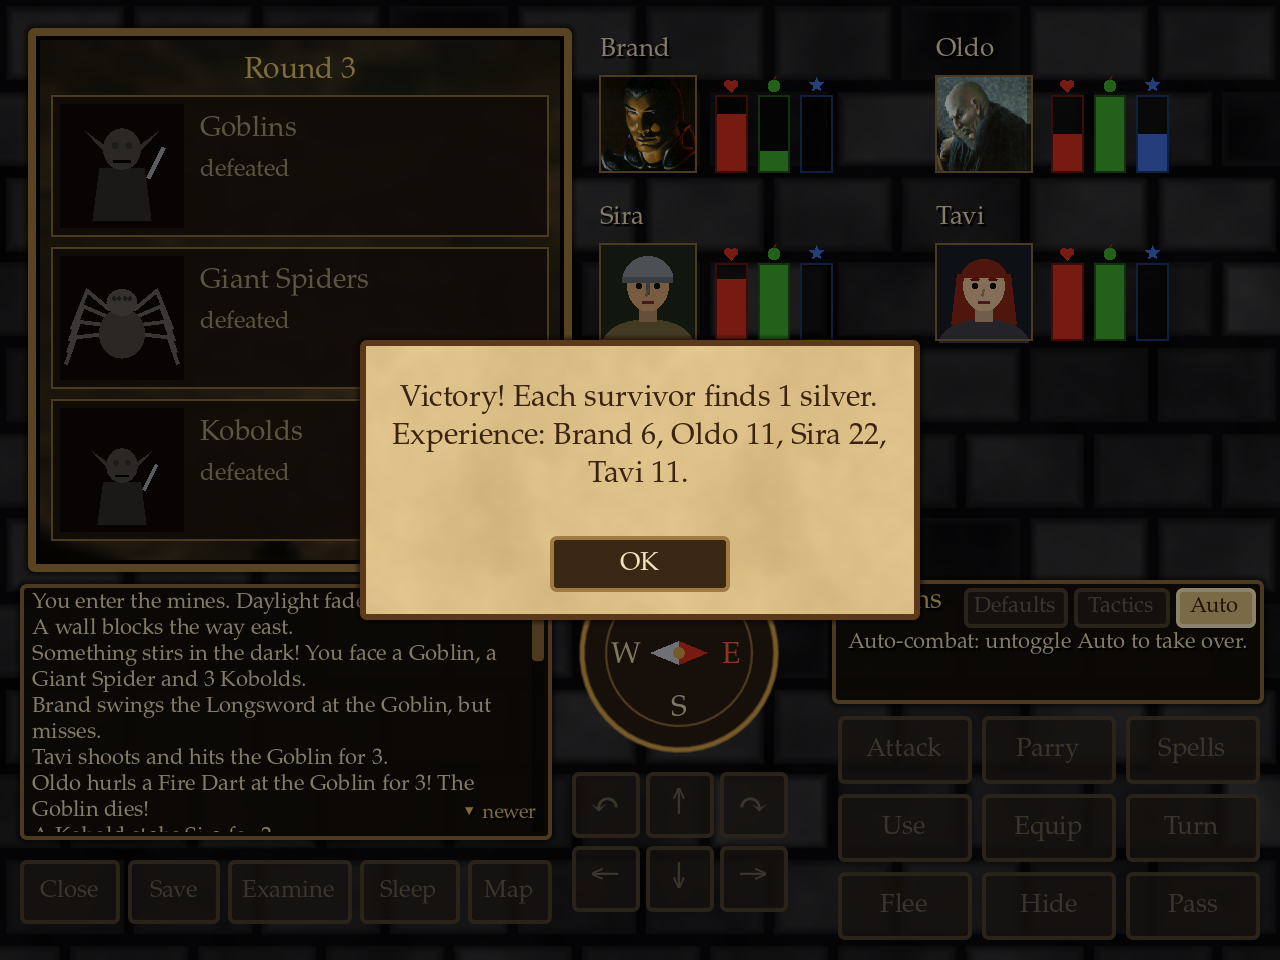 Round 3
Goblins
defeated
Giant Spiders
defeated
Kobolds
defeated
Brand
Oldo
Sira
Tavi
Victory! Each survivor finds 1 silver.
Experience: Brand 6, Oldo 11, Sira 22,
Tavi 11.
OK
You enter the mines. Daylight fade
A wall blocks the way east.
Something stirs in the dark! You face a Goblin, a
Giant Spider and 3 Kobolds.
Brand swings the Longsword at the Goblin, but
misses.
Tavi shoots and hits the Goblin for 3.
Oldo hurls a Fire Dart at the Goblin for 3! The
Goblin dies!
newer
W E
S
Defaults Tactics Auto
Auto-combat: untoggle Auto to take over.
Attack Parry Spells
Use Equip Turn
Flee Hide Pass
Close Save Examine Sleep Map